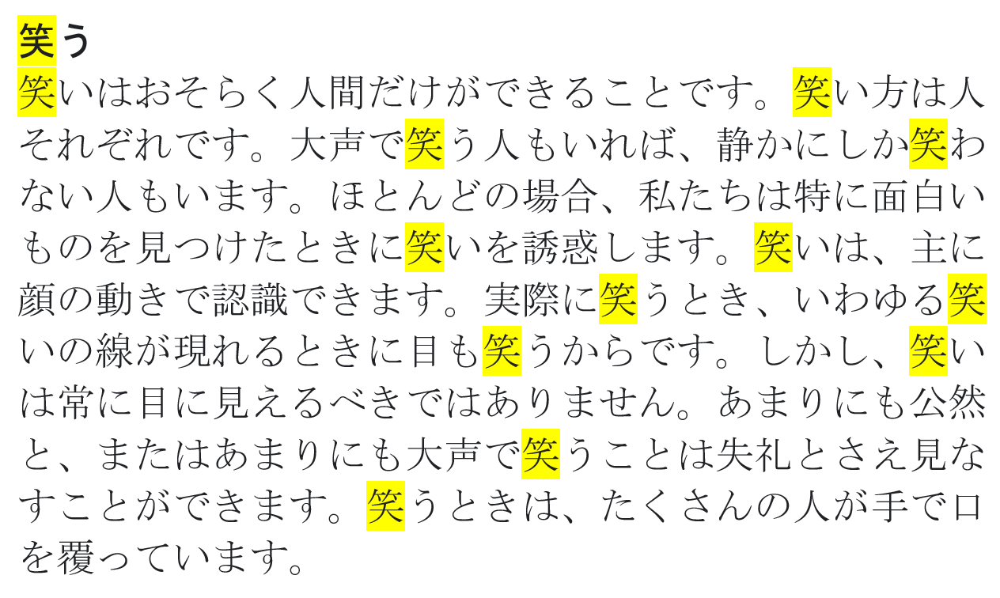 笑う
笑いはおそらく人間だけができることです。笑い方は人
それぞれです。大声で笑う人もいれば、静かにしか笑わ
ない人もいます。ほとんどの場合、私たちは特に面白い
ものを見つけたときに笑いを誘惑します。笑いは、主に
顔の動きで認識できます。実際に笑うとき、いわゆる笑
いの線が現れるときに目も笑うからです。しかし、笑い
は常に目に見えるべきではありません。あまりにも公然
と、またはあまりにも大声で笑うことは失礼とさえ見な
すことができます。笑うときは、たくさんの人が手で口
を覆っています。